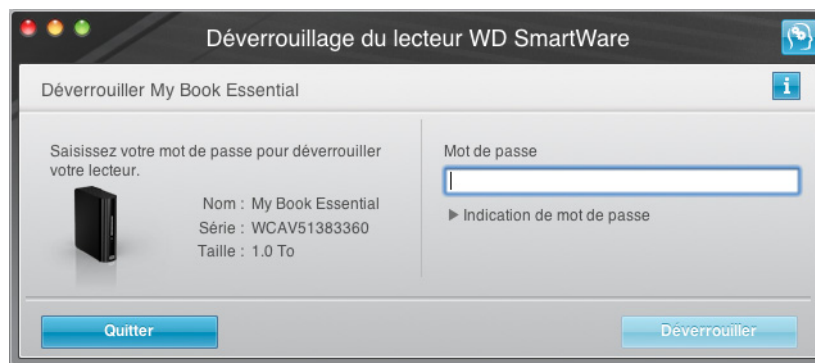 Déverrouillage du lecteur WD SmartWare
Déverrouiller My Book Essential
i
Saisissez votre mot de passe pour déverrouiller
votre lecteur.
Nom : My Book Essential
Série : WCAV51383360
Taille : 1.0 To
Mot de passe
Indication de mot de passe
Quitter
Déverrouiller